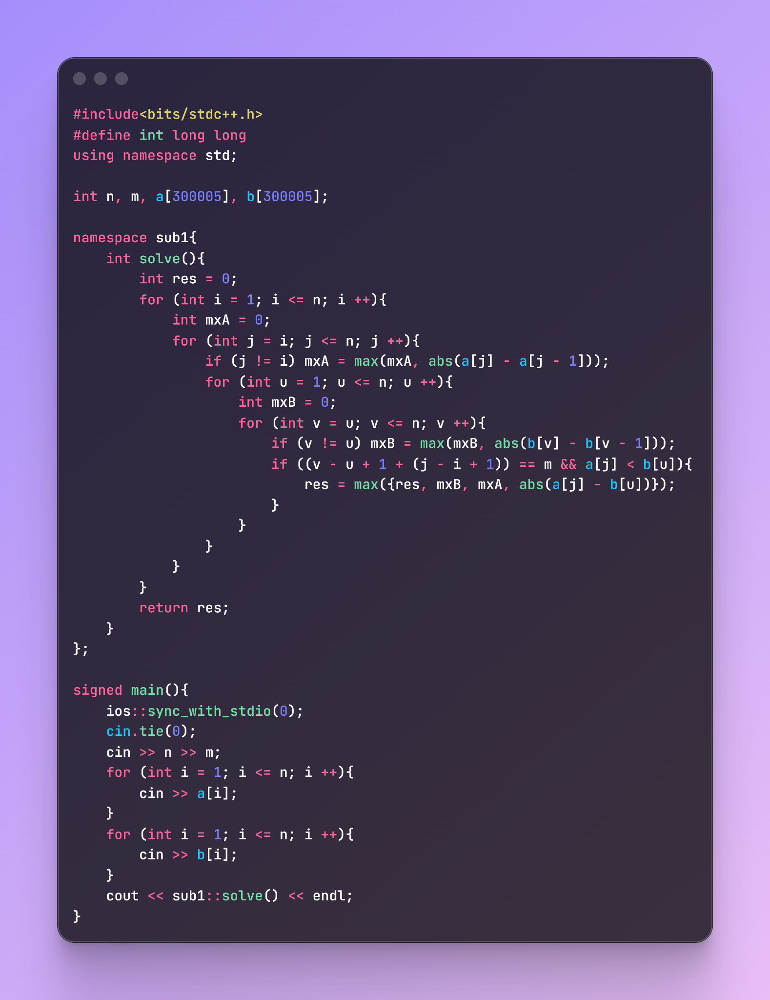 #include<bits/stdc++.h>
#define int long long
using namespace std;

int n, m, a[300005], b[300005];

namespace sub1{
    int solve(){
        int res = 0;
        for (int i = 1; i <= n; i ++){
            int mxA = 0;
            for (int j = i; j <= n; j ++){
                if (j != i) mxA = max(mxA, abs(a[j] - a[j - 1]));
                for (int u = 1; u <= n; u ++){
                    int mxB = 0;
                    for (int v = u; v <= n; v ++){
                        if (v != u) mxB = max(mxB, abs(b[v] - b[v - 1]));
                        if ((v - u + 1 + (j - i + 1)) == m && a[j] < b[u]){
                            res = max({res, mxB, mxA, abs(a[j] - b[u])});
                        }
                    }
                }
            }
        }
        return res;
    }
};

signed main(){
    ios::sync_with_stdio(0);
    cin.tie(0);
    cin >> n >> m;
    for (int i = 1; i <= n; i ++){
        cin >> a[i];
    }
    for (int i = 1; i <= n; i ++){
        cin >> b[i];
    }
    cout << sub1::solve() << endl;
}